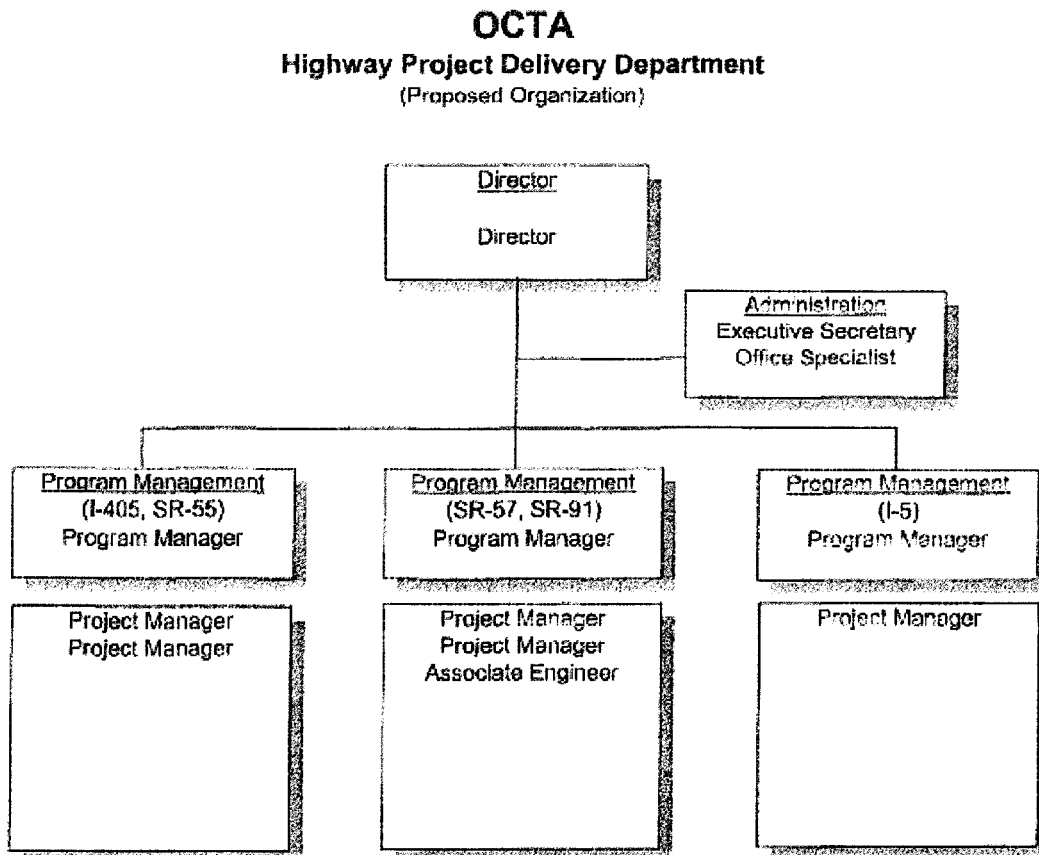 OCTA
Highway Project Delivery Department
(Proposed Organization)
Director
Director
Administration
Executive Secretary
Office Specialist
Program Management
(I-405, SR-55)
Program Manager
Program Management
(SR-57, SR-91)
Program Manager
Program Management
(I-5)
Program Manager
Project Manager
Project Manager
Project Manager
Project Manager
Associate Engineer
Project Manager